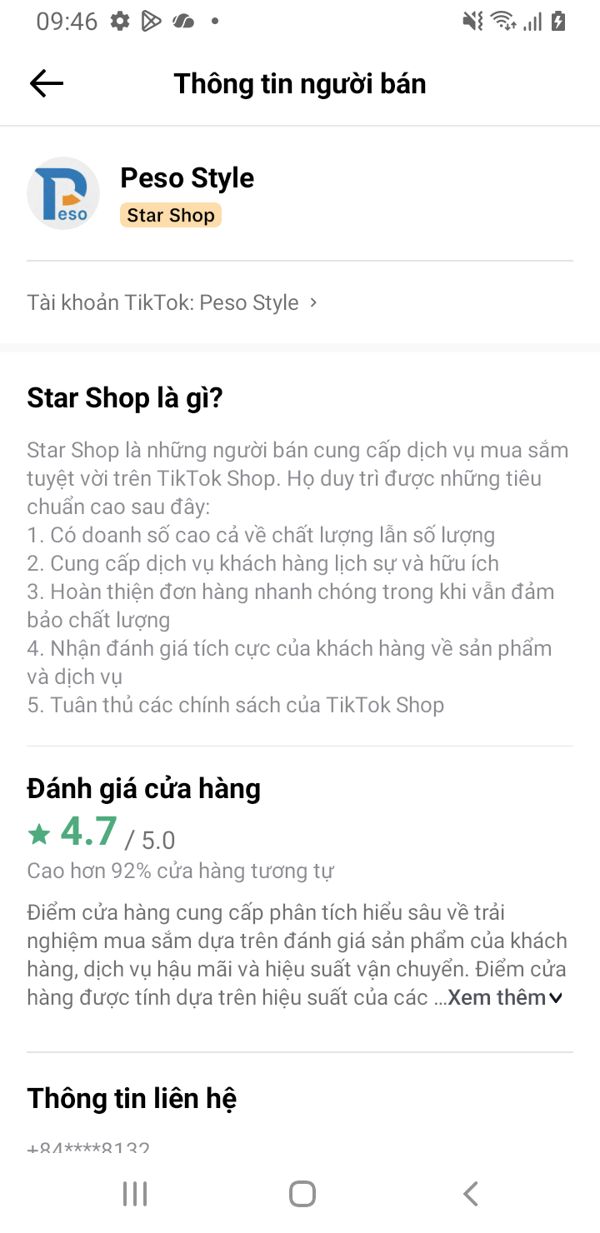 09:46
Thông tin người bán
Peso Style
Peso
Star Shop
Tài khoản TikTok: Peso Style >
Star Shop là gì?
Star Shop là những người bán cung cấp dịch vụ mua sắm
tuyệt vời trên TikTok Shop. Họ duy trì được những tiêu
chuẩn cao sau đây:
1. Có doanh số cao cả về chất lượng lẫn số lượng
2. Cung cấp dịch vụ khách hàng lịch sự và hữu ích
3. Hoàn thiện đơn hàng nhanh chóng trong khi vẫn đảm
bảo chất lượng
4. Nhận đánh giá tích cực của khách hàng về sản phẩm
và dịch vụ
5. Tuân thủ các chính sách của TikTok Shop
Đánh giá cửa hàng
4.7 / 5.0
Cao hơn 92% cửa hàng tương tự
Điểm cửa hàng cung cấp phân tích hiểu sâu về trải
nghiệm mua sắm dựa trên đánh giá sản phẩm của khách
hàng, dịch vụ hậu mãi và hiệu suất vận chuyển. Điểm cửa
hàng được tính dựa trên hiệu suất của các ...Xem thêm
Thông tin liên hệ
+84****8132